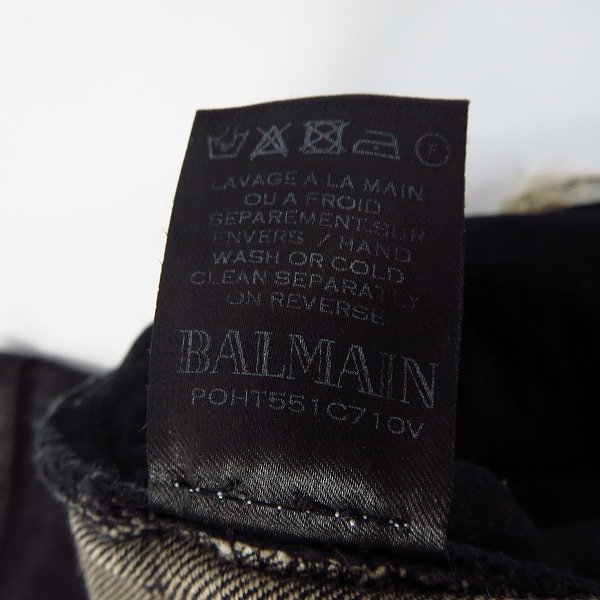 F
LAVAGE A LA MAIN
OU A FROID
SEPAREMENT-SUR
ENVERS / HAND
WASH OR COLD
CLEAN SEPARATLY
ON REVERSE
BALMAIN
POHT551C710V